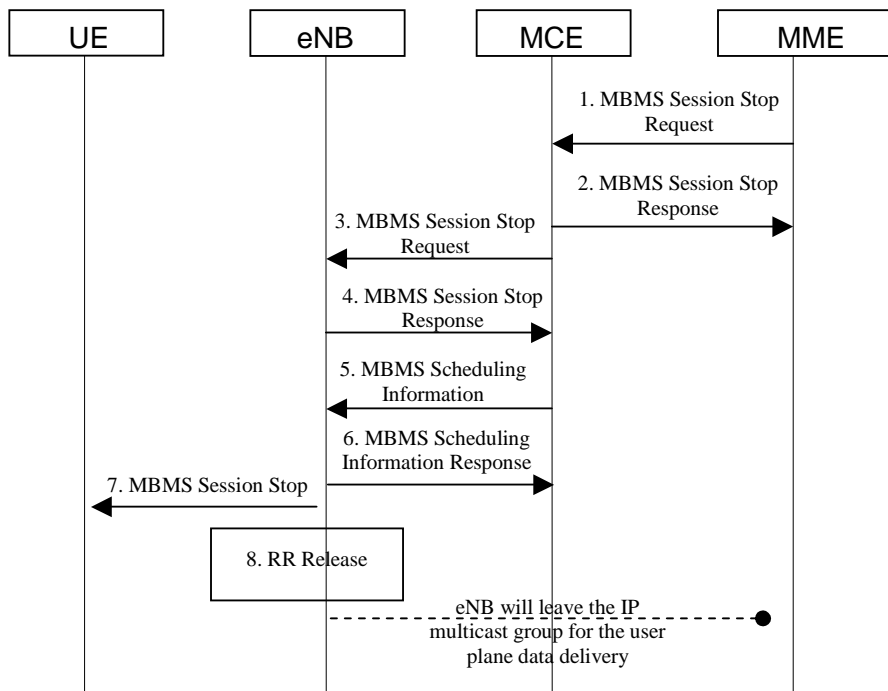 UE
eNB
MCE
MME
1. MBMS Session Stop
Request
2. MBMS Session Stop
Response
3. MBMS Session Stop
Request
4. MBMS Session Stop
Response
5. MBMS Scheduling
Information
6. MBMS Scheduling
Information Response
7. MBMS Session Stop
8. RR Release
eNB will leave the IP
multicast group for the user
plane data delivery